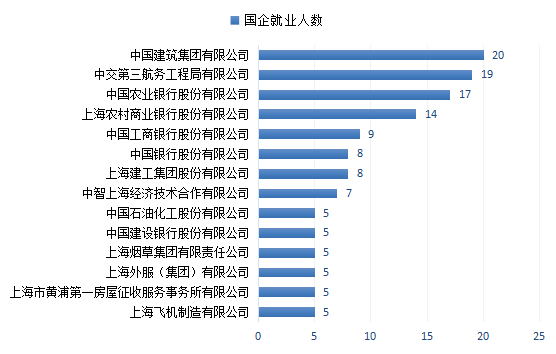 国企就业人数
中国建筑集团有限公司 20
中交第三航务工程局有限公司 19
中国农业银行股份有限公司 17
上海农村商业银行股份有限公司 14
中国工商银行股份有限公司 9
中国银行股份有限公司 8
上海建工集团股份有限公司 8
中智上海经济技术合作有限公司 7
中国石油化工股份有限公司 5
中国建设银行股份有限公司 5
上海烟草集团有限责任公司 5
上海外服（集团）有限公司 5
上海市黄浦第一房屋征收服务事务所有限公司 5
上海飞机制造有限公司 5
0 5 10 15 20 25